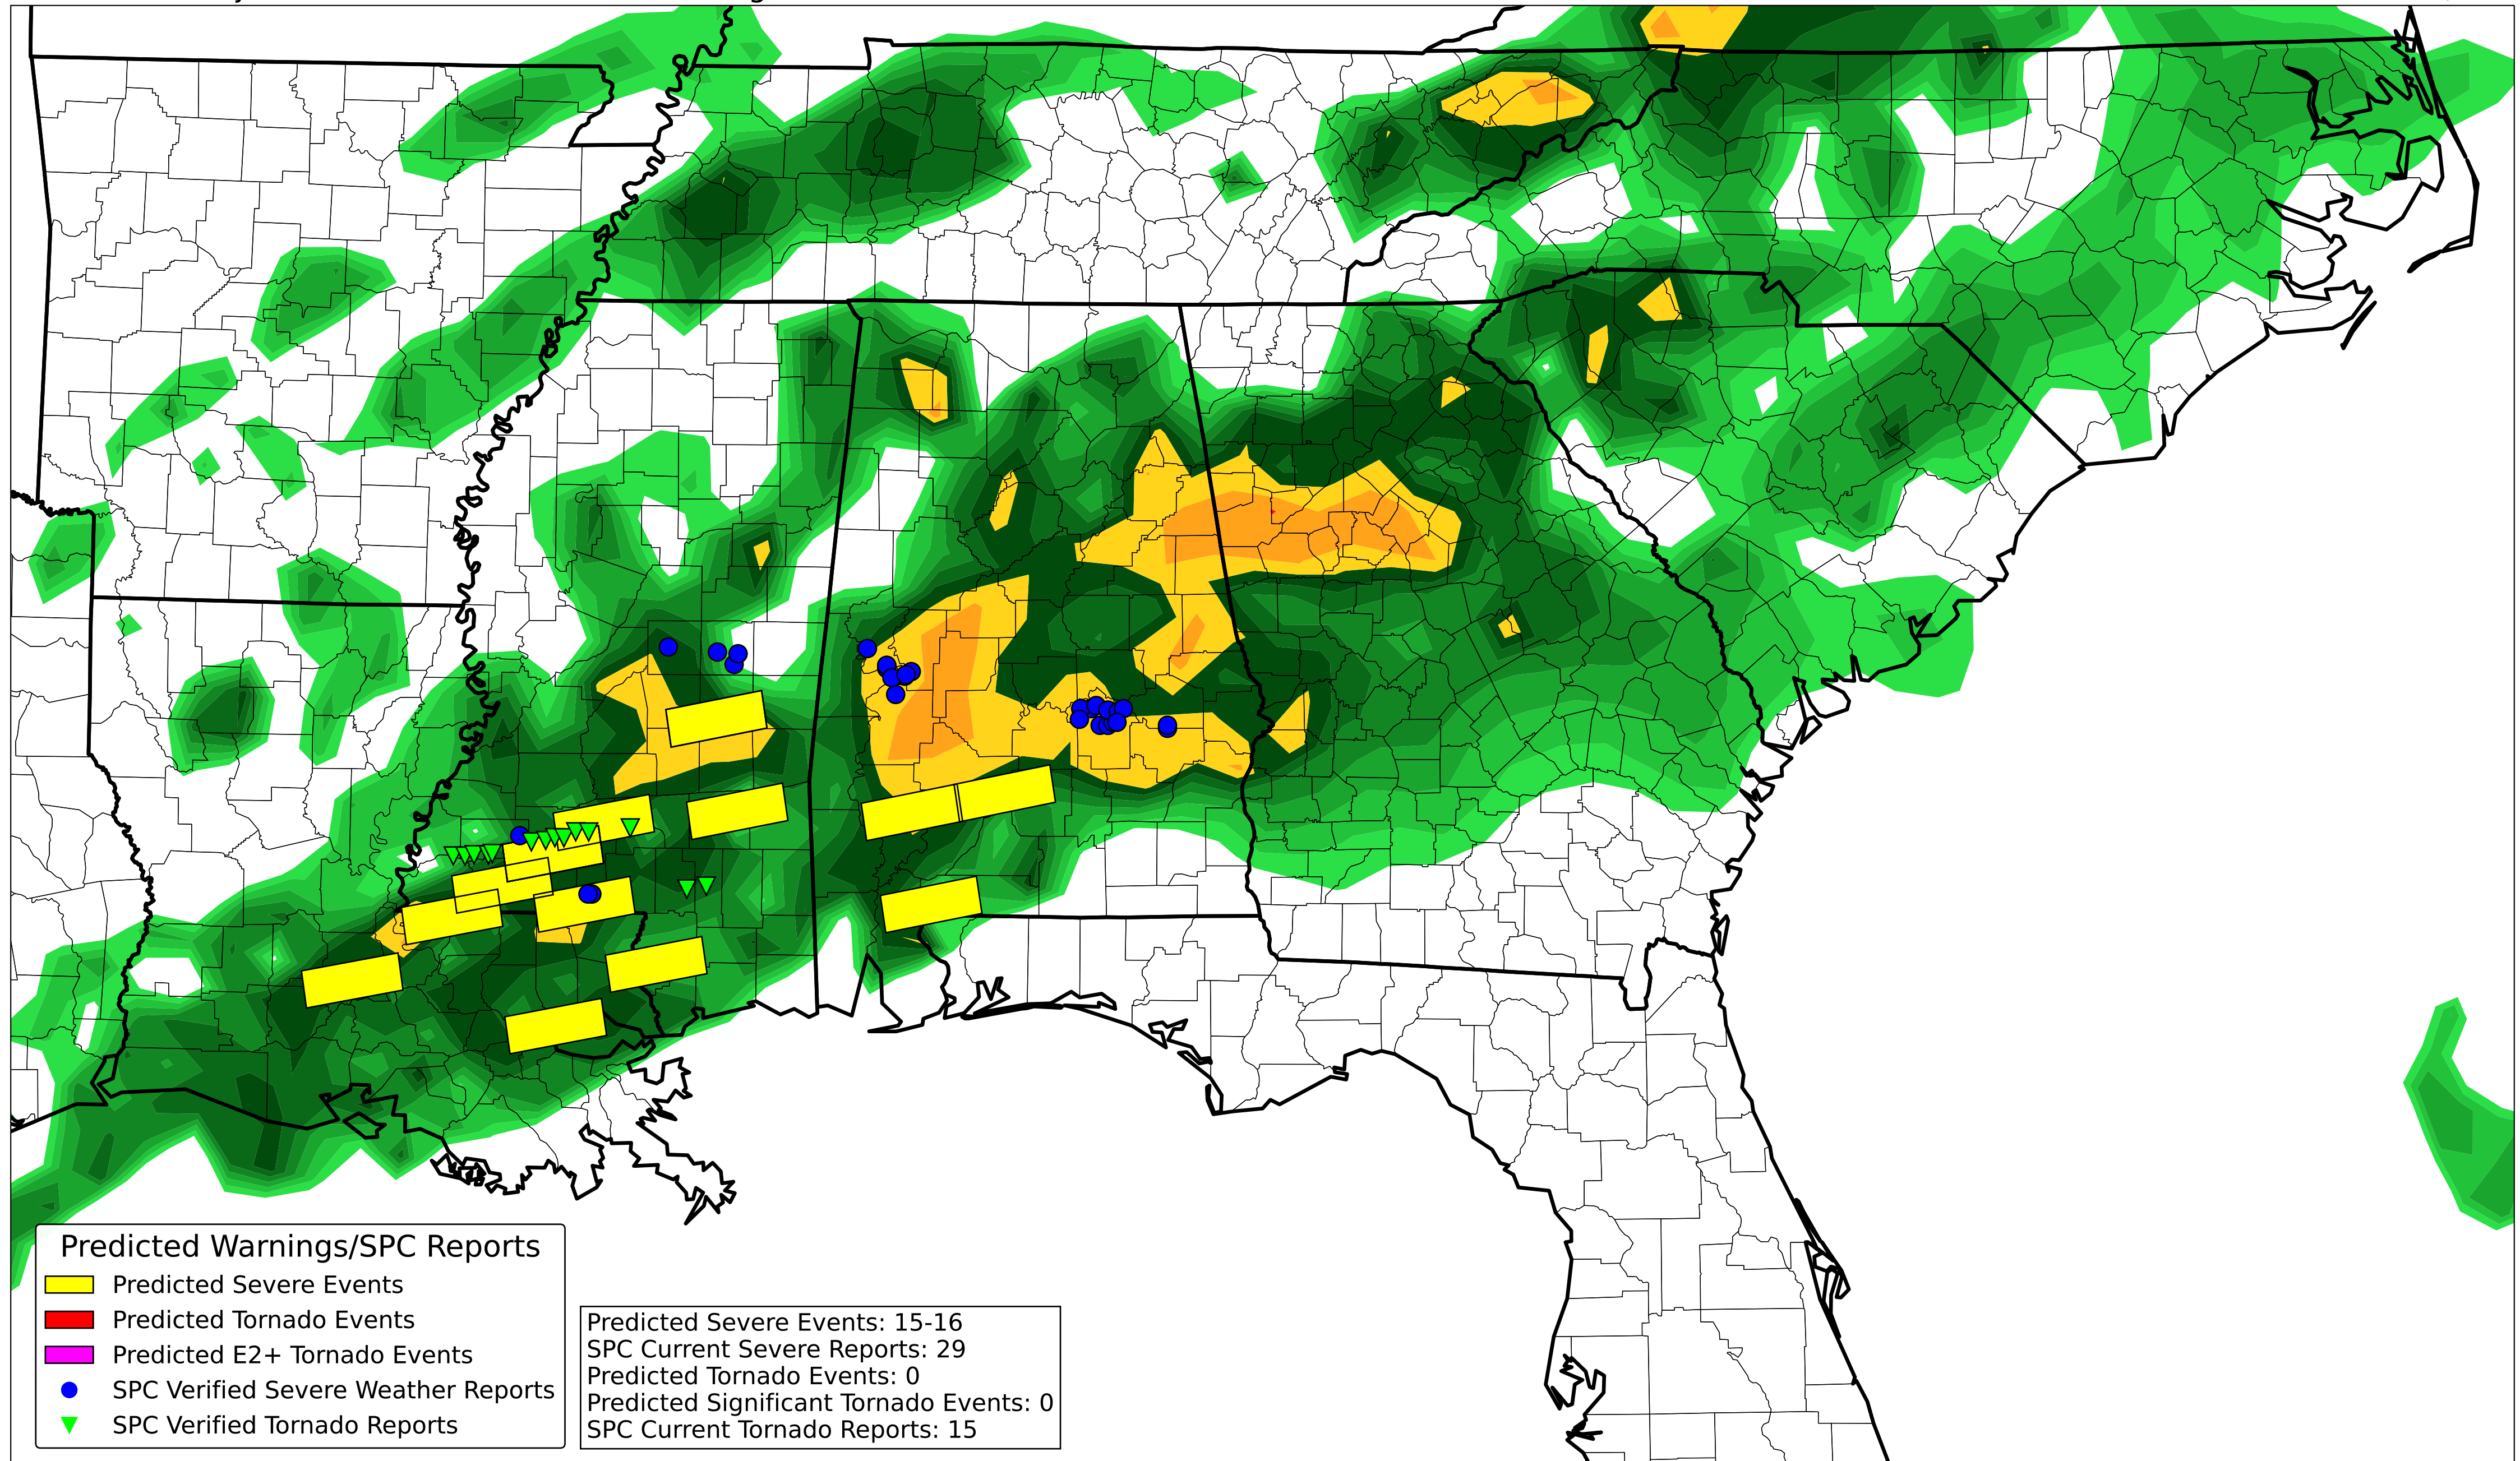 Predicted Warnings/SPC Reports
Predicted Severe Events
Predicted Tornado Events
Predicted E2+ Tornado Events
SPC Verified Severe Weather Reports
SPC Verified Tornado Reports
Predicted Severe Events: 15-16
SPC Current Severe Reports: 29
Predicted Tornado Events: 0
Predicted Significant Tornado Events: 0
SPC Current Tornado Reports: 15